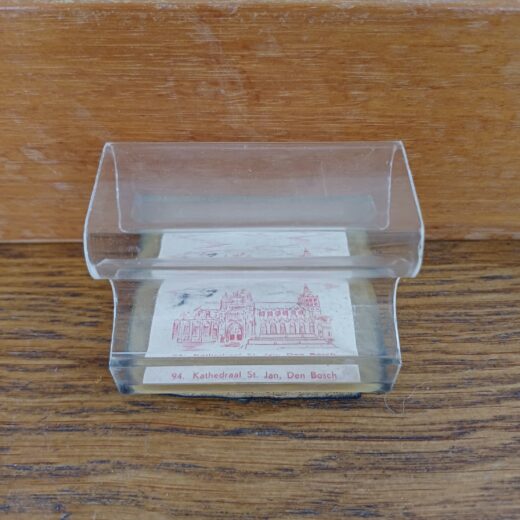 94. Kathedraal St. Jan, Den Bosch